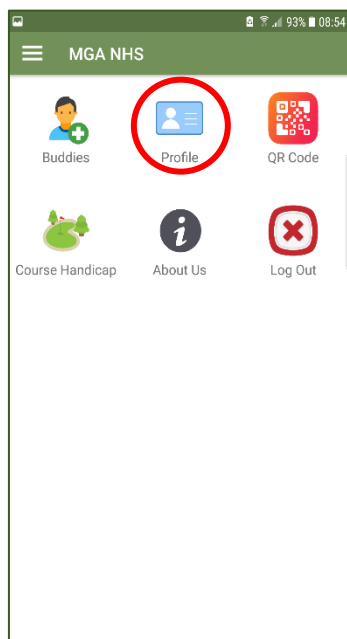 93% 08:54
MGA NHS
Buddies Profile QR Code
Course Handicap About Us Log Out